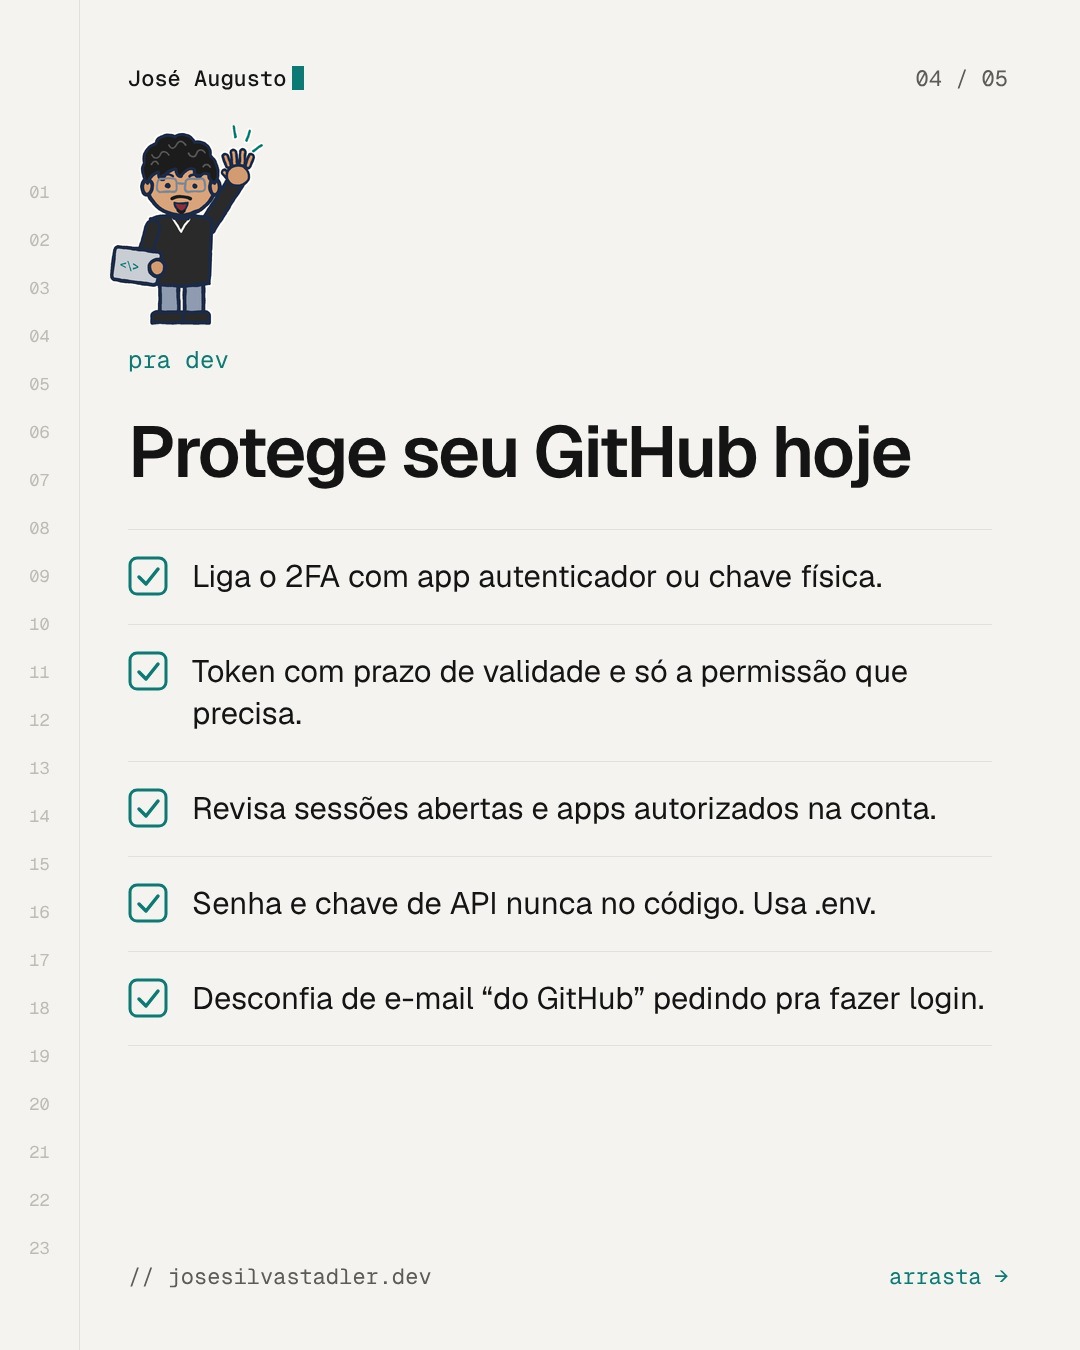 José Augusto
04 / 05
</>
pra dev
Protege seu GitHub hoje
Liga o 2FA com app autenticador ou chave física.
Token com prazo de validade e só a permissão que
precisa.
Revisa sessões abertas e apps autorizados na conta.
Senha e chave de API nunca no código. Usa .env.
Desconfia de e-mail “do GitHub” pedindo pra fazer login.
01
02
03
04
05
06
07
08
09
10
11
12
13
14
15
16
17
18
19
20
21
22
23
// josesilvastadler.dev
arrasta →